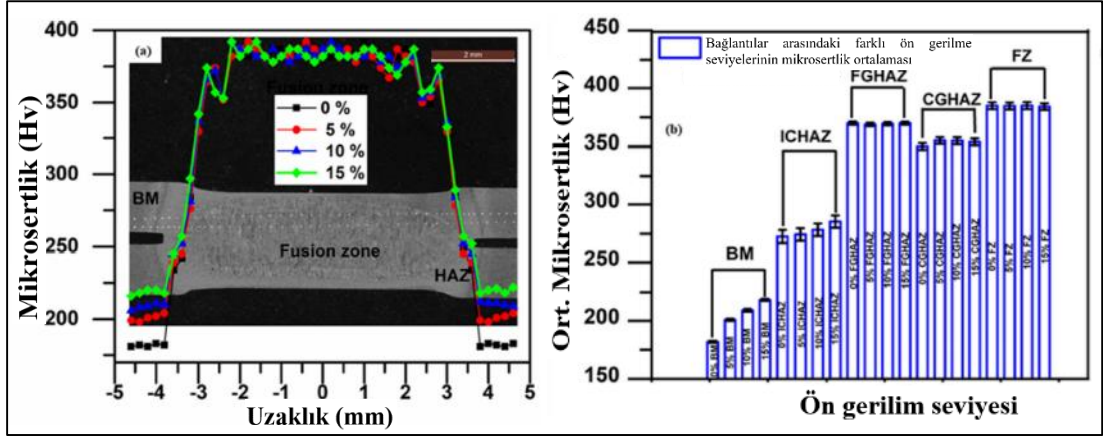 Mikrosertlik (Hv)
400
350
300
250
200
(a)
2 mm
Fusion zone
0 %
5 %
10 %
15 %
BM
Fusion zone
HAZ
-5 -4 -3 -2 -1 0 1 2 3 4 5
Uzaklık (mm)
Ort. Mikrosertlik (Hv)
450
400
350
300
250
200
150
Bağlantılar arasındaki farklı ön gerilme
seviyelerinin mikrosertlik ortalaması
(b)
BM
ICHAZ
FGHAZ
CGHAZ
FZ
0% BM
5% BM
10% BM
15% BM
0% ICHAZ
5% ICHAZ
10% ICHAZ
15% ICHAZ
0% FGHAZ
5% FGHAZ
10% FGHAZ
15% FGHAZ
0% CGHAZ
5% CGHAZ
10% CGHAZ
15% CGHAZ
0% FZ
5% FZ
10% FZ
15% FZ
Ön gerilim seviyesi